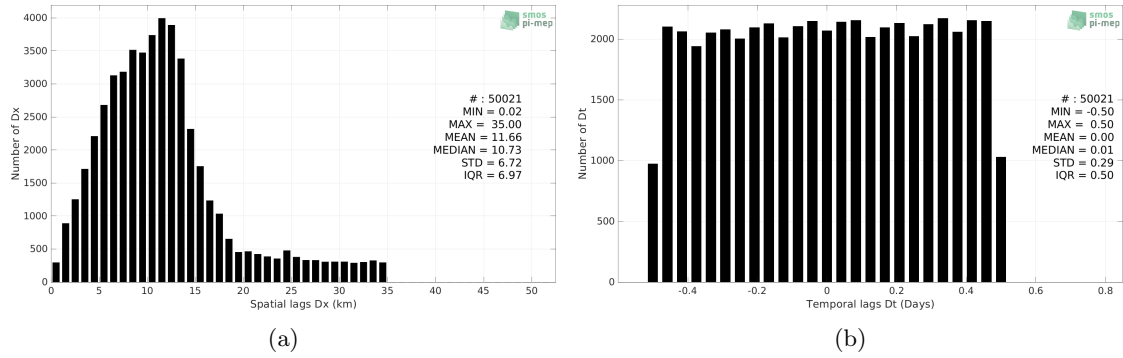 smos
pi-mep
4000
3500
3000
2500
2000
1500
1000
500
0
Number of Dx
# : 50021
MIN = 0.02
MAX = 35.00
MEAN = 11.66
MEDIAN = 10.73
STD = 6.72
IQR = 6.97
0 5 10 15 20 25 30 35 40 45 50
Spatial lags Dx (km)
(a)
smos
pi-mep
2000
1500
1000
500
0
Number of Dt
# : 50021
MIN = -0.50
MAX = 0.50
MEAN = 0.00
MEDIAN = 0.01
STD = 0.29
IQR = 0.50
-0.4 -0.2 0 0.2 0.4 0.6 0.8
Temporal lags Dt (Days)
(b)